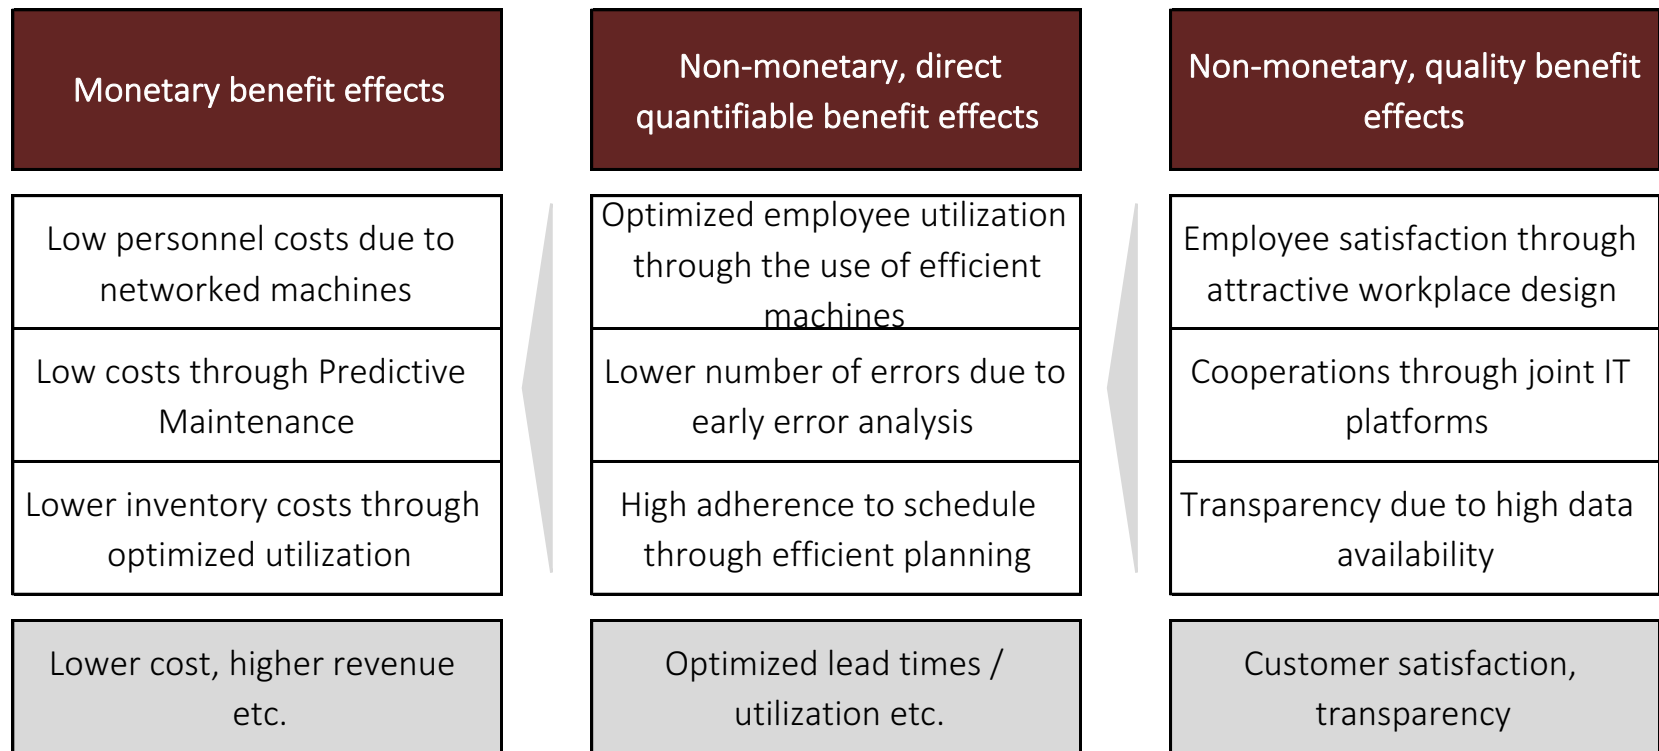 Monetary benefit effects
Non-monetary, direct
quantifiable benefit effects
Non-monetary, quality benefit
effects
Low personnel costs due to
networked machines
Low costs through Predictive
Maintenance
Lower inventory costs through
optimized utilization
Lower cost, higher revenue
etc.
Optimized employee utilization
through the use of efficient
machines
Lower number of errors due to
early error analysis
High adherence to schedule
through efficient planning
Optimized lead times /
utilization etc.
Employee satisfaction through
attractive workplace design
Cooperations through joint IT
platforms
Transparency due to high data
availability
Customer satisfaction,
transparency